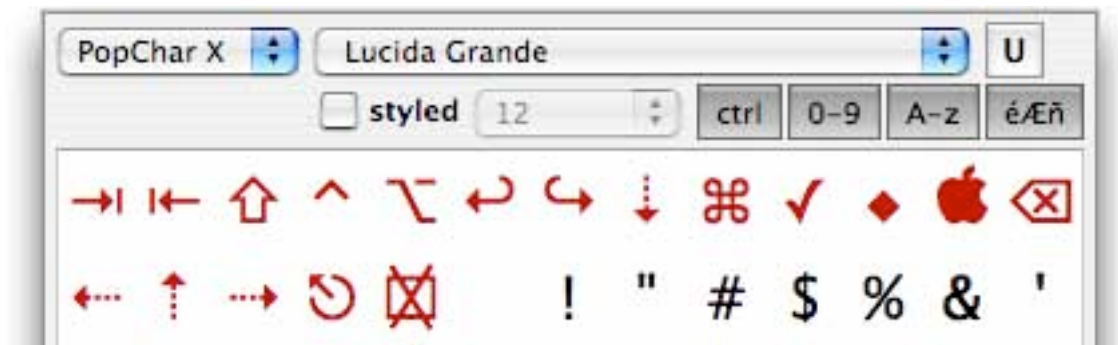 PopChar X Lucida Grande U
styled 12 ctrl 0-9 A-z éÆñ
⇥ ⇤ ⇧ ⌃ ⌥ ↩ ↪ ⇣ ⌘ ✓ ◆  ⌫
⇠ ⇡ ⇢ ⎋ ! " # $ % & '